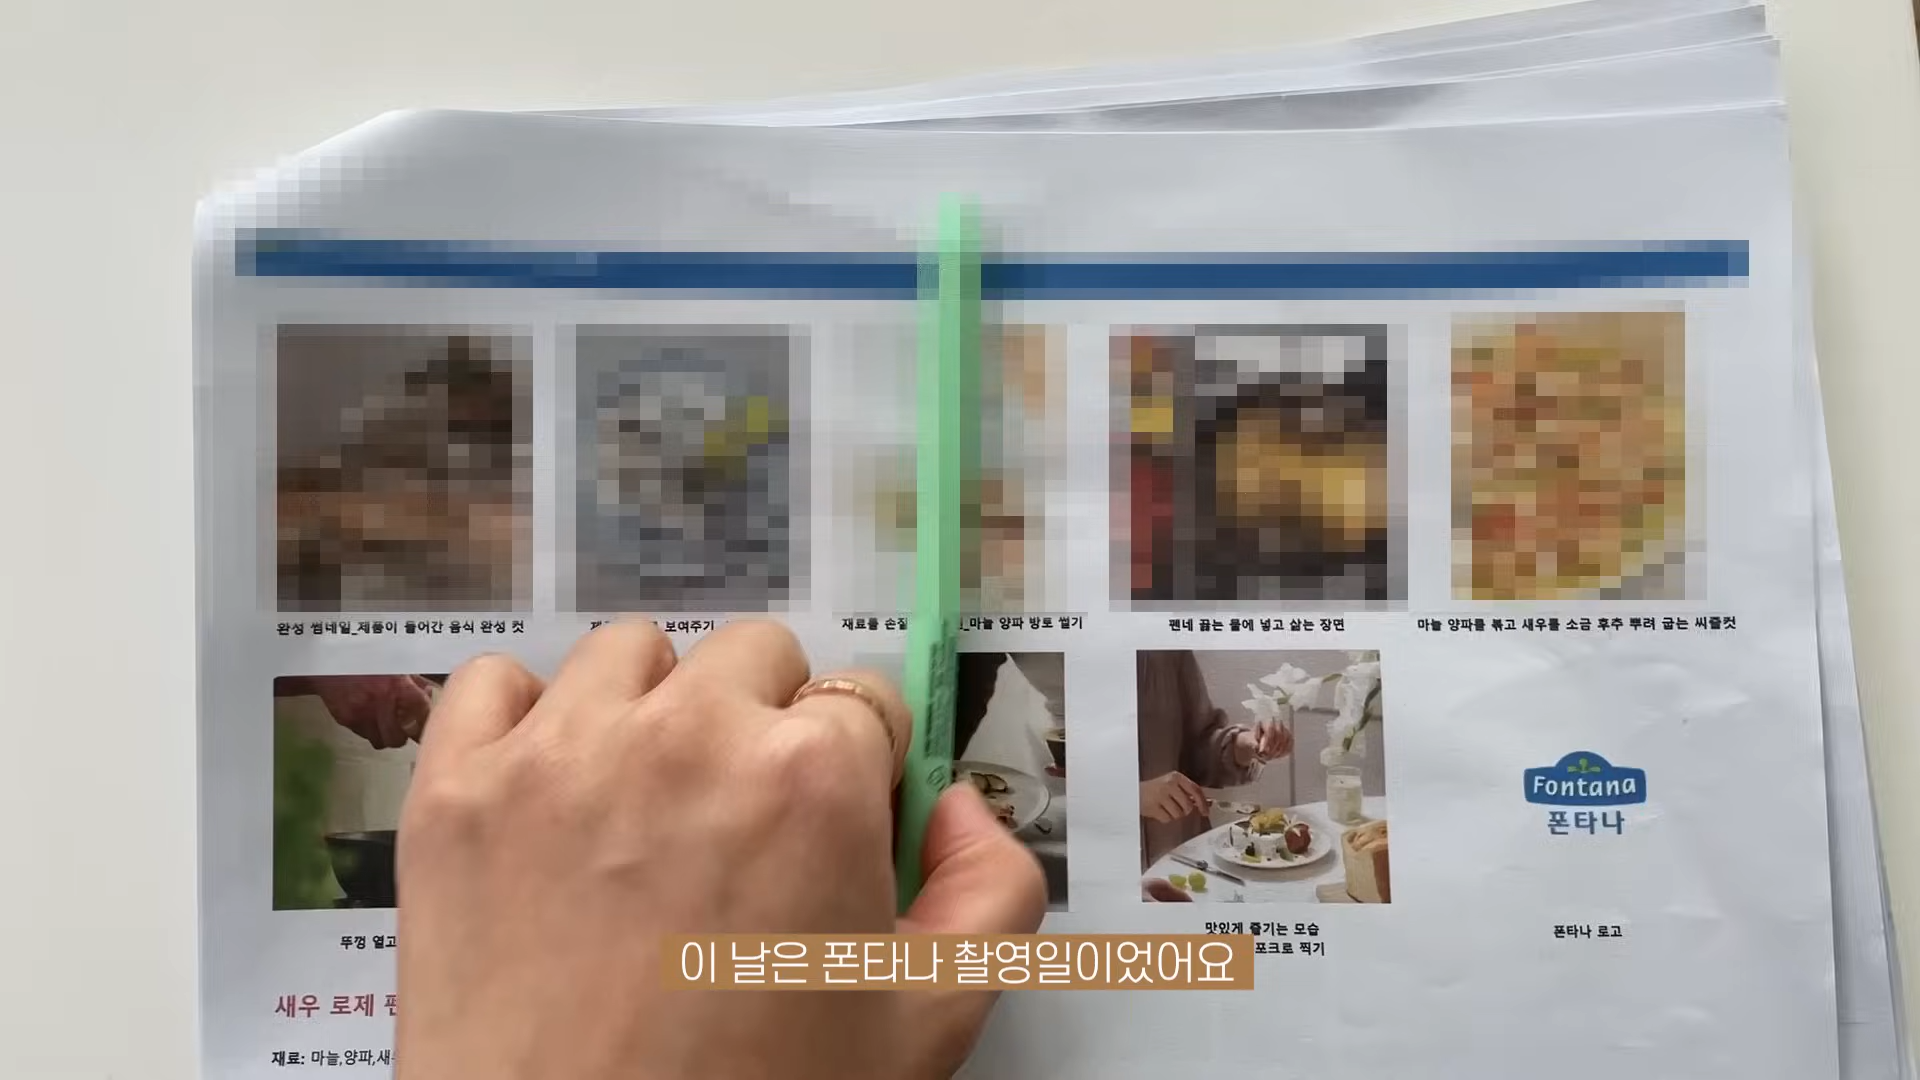 완성 썸네일_제품이 들어간 음식 완성 컷
보여주기
재료를 손질 _마늘 양파 방토 썰기
펜네 끓는 물에 넣고 삶는 장면
마늘 양파를 볶고 새우를 소금 후추 뿌려 굽는 씨즐컷
Fontana
폰타나
뚜껑 열고
맛있게 즐기는 모습
포크로 찍기
폰타나 로고
이 날은 폰타나 촬영일이었어요
새우 로제
재료: 마늘,양파,새